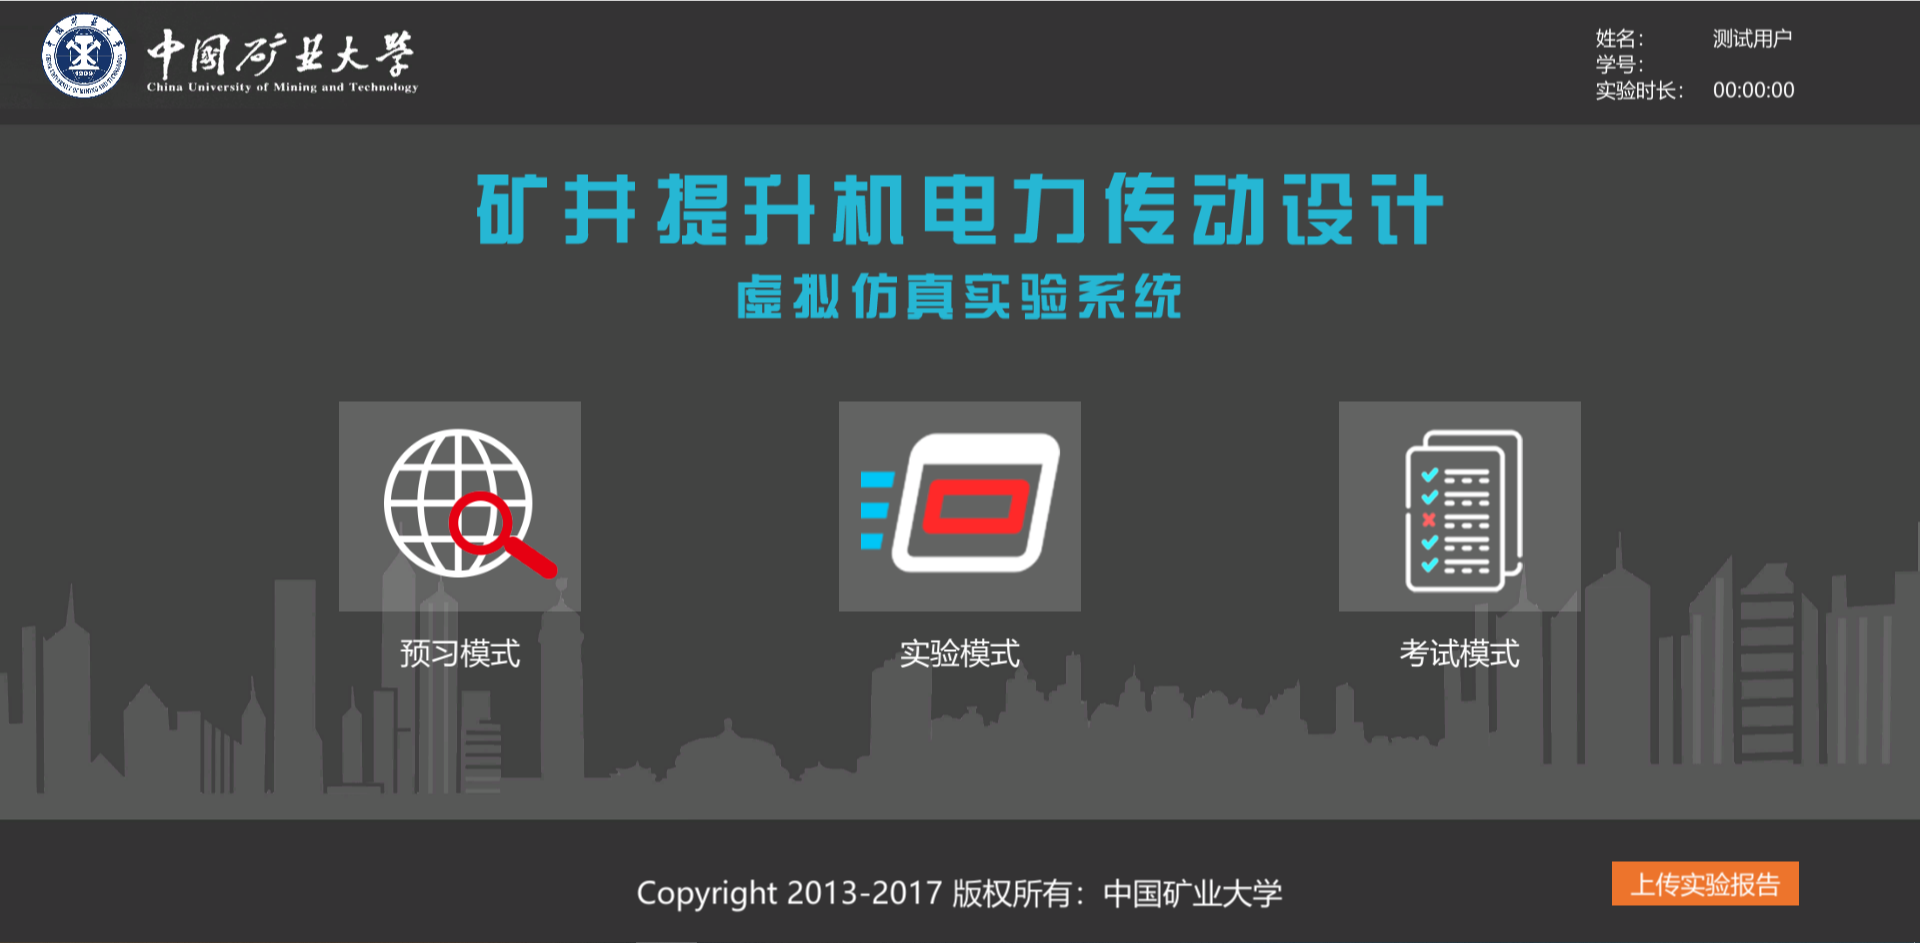 中国矿业大学
China University of Mining and Technology
姓名： 测试用户
学号：
实验时长： 00:00:00
矿井提升机电力传动设计
虚拟仿真实验系统
预习模式
实验模式
考试模式
Copyright 2013-2017 版权所有：中国矿业大学
上传实验报告